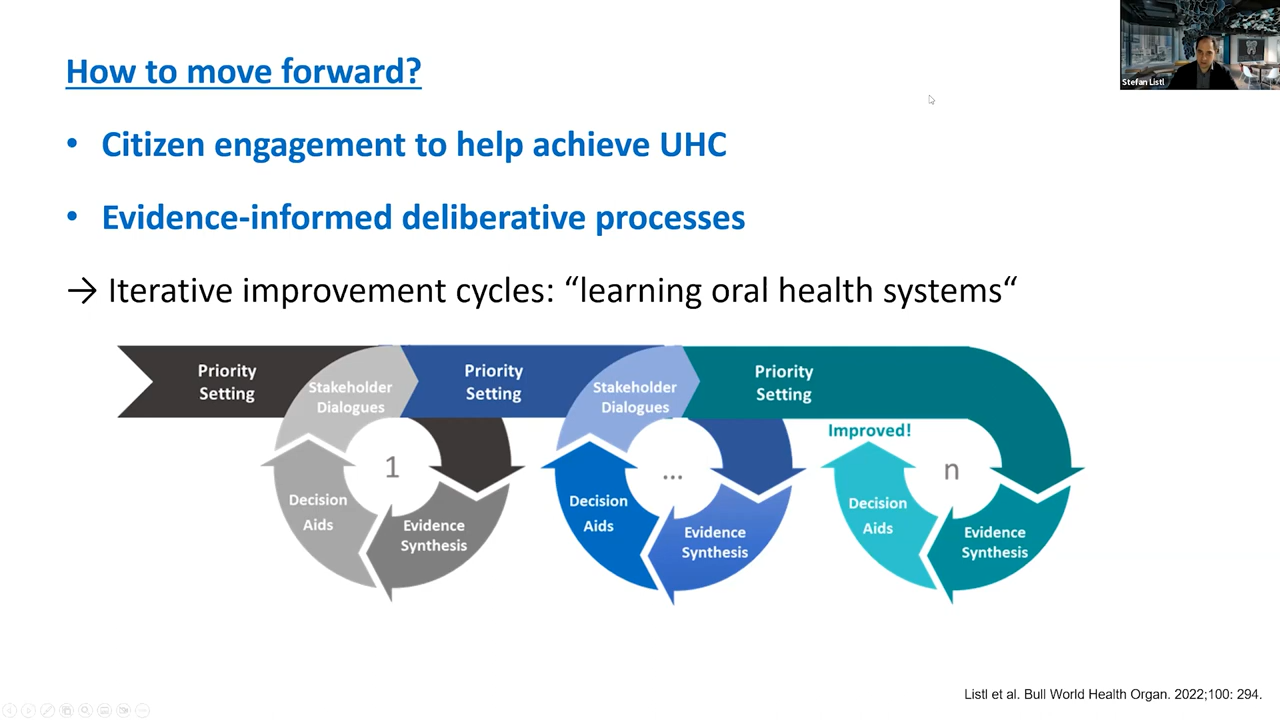 How to move forward?
Stefan Listl
• Citizen engagement to help achieve UHC
• Evidence-informed deliberative processes
→ Iterative improvement cycles: “learning oral health systems“
Priority
Setting
Stakeholder
Dialogues
Priority
Setting
Stakeholder
Dialogues
Priority
Setting
Improved!
1
...
n
Decision
Aids
Evidence
Synthesis
Decision
Aids
Evidence
Synthesis
Decision
Aids
Evidence
Synthesis
Listl et al. Bull World Health Organ. 2022;100: 294.